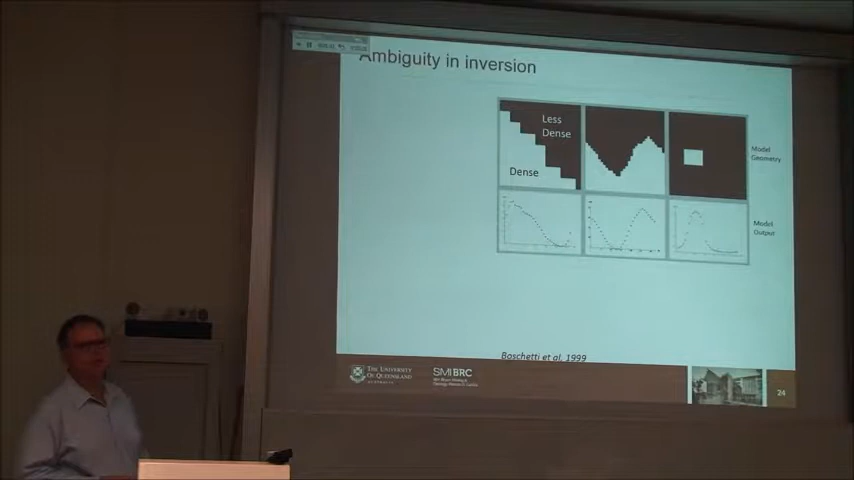 Ambiguity in inversion
Less
Dense
Dense
Model
Geometry
Model
Output
Boschetti et al, 1999
THE UNIVERSITY
OF QUEENSLAND
AUSTRALIA
SMI BRC
24